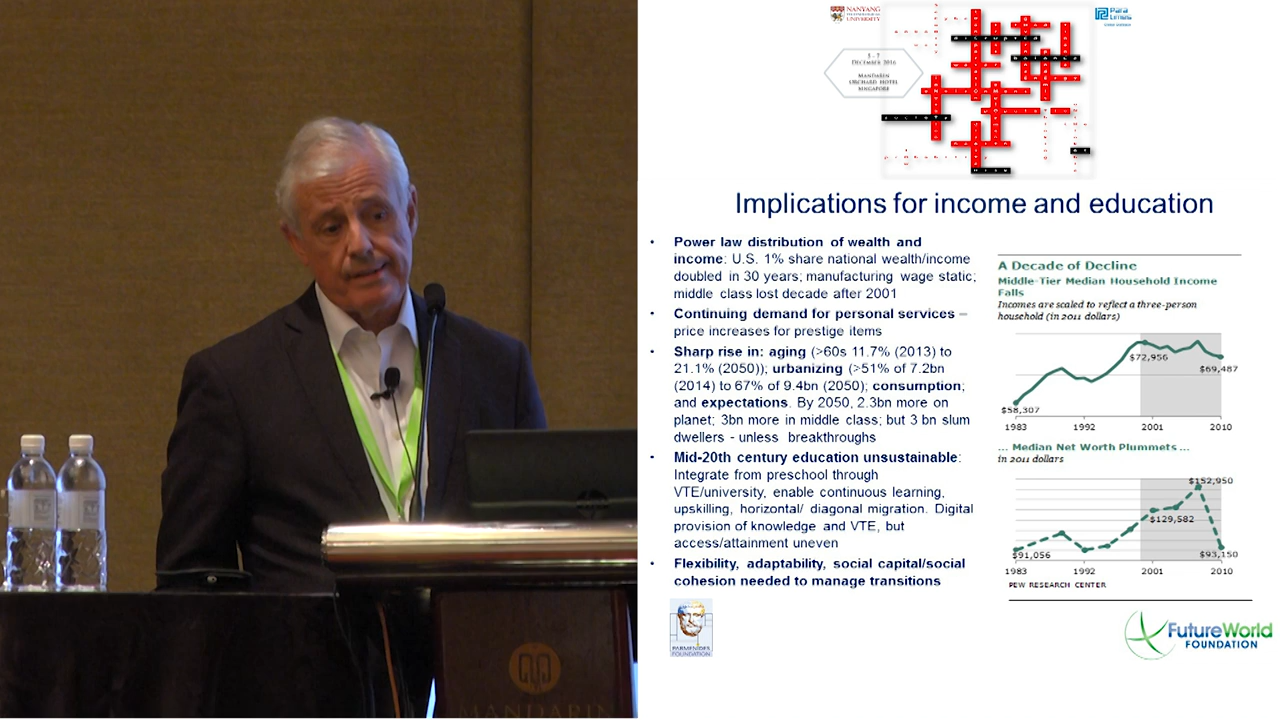 NANYANG
UNIVERSITY
Para
Limes
5 - 7
DECEMBER 2016
MANDARIN
ORCHARD HOTEL
SINGAPORE
Implications for income and education
• Power law distribution of wealth and
income: U.S. 1% share national wealth/income
doubled in 30 years; manufacturing wage static;
middle class lost decade after 2001
• Continuing demand for personal services –
price increases for prestige items
• Sharp rise in: aging (>60s 11.7% (2013) to
21.1% (2050)); urbanizing (>51% of 7.2bn
(2014) to 67% of 9.4bn (2050); consumption;
and expectations. By 2050, 2.3bn more on
planet; 3bn more in middle class; but 3 bn slum
dwellers - unless breakthroughs
• Mid-20th century education unsustainable:
Integrate from preschool through
VTE/university, enable continuous learning,
upskilling, horizontal/ diagonal migration. Digital
provision of knowledge and VTE, but
access/attainment uneven
• Flexibility, adaptability, social capital/social
cohesion needed to manage transitions
A Decade of Decline
Middle-Tier Median Household Income
Falls
Incomes are scaled to reflect a three-person
household (in 2011 dollars)
$72,956
$69,487
$58,307
1983 1992 2001 2010
... Median Net Worth Plummets ...
in 2011 dollars
$152,950
$129,582
$91,056
$93,150
1983 1992 2001 2010
PEW RESEARCH CENTER
PARMENIDES
FOUNDATION
FutureWorld
FOUNDATION
MANDARIN